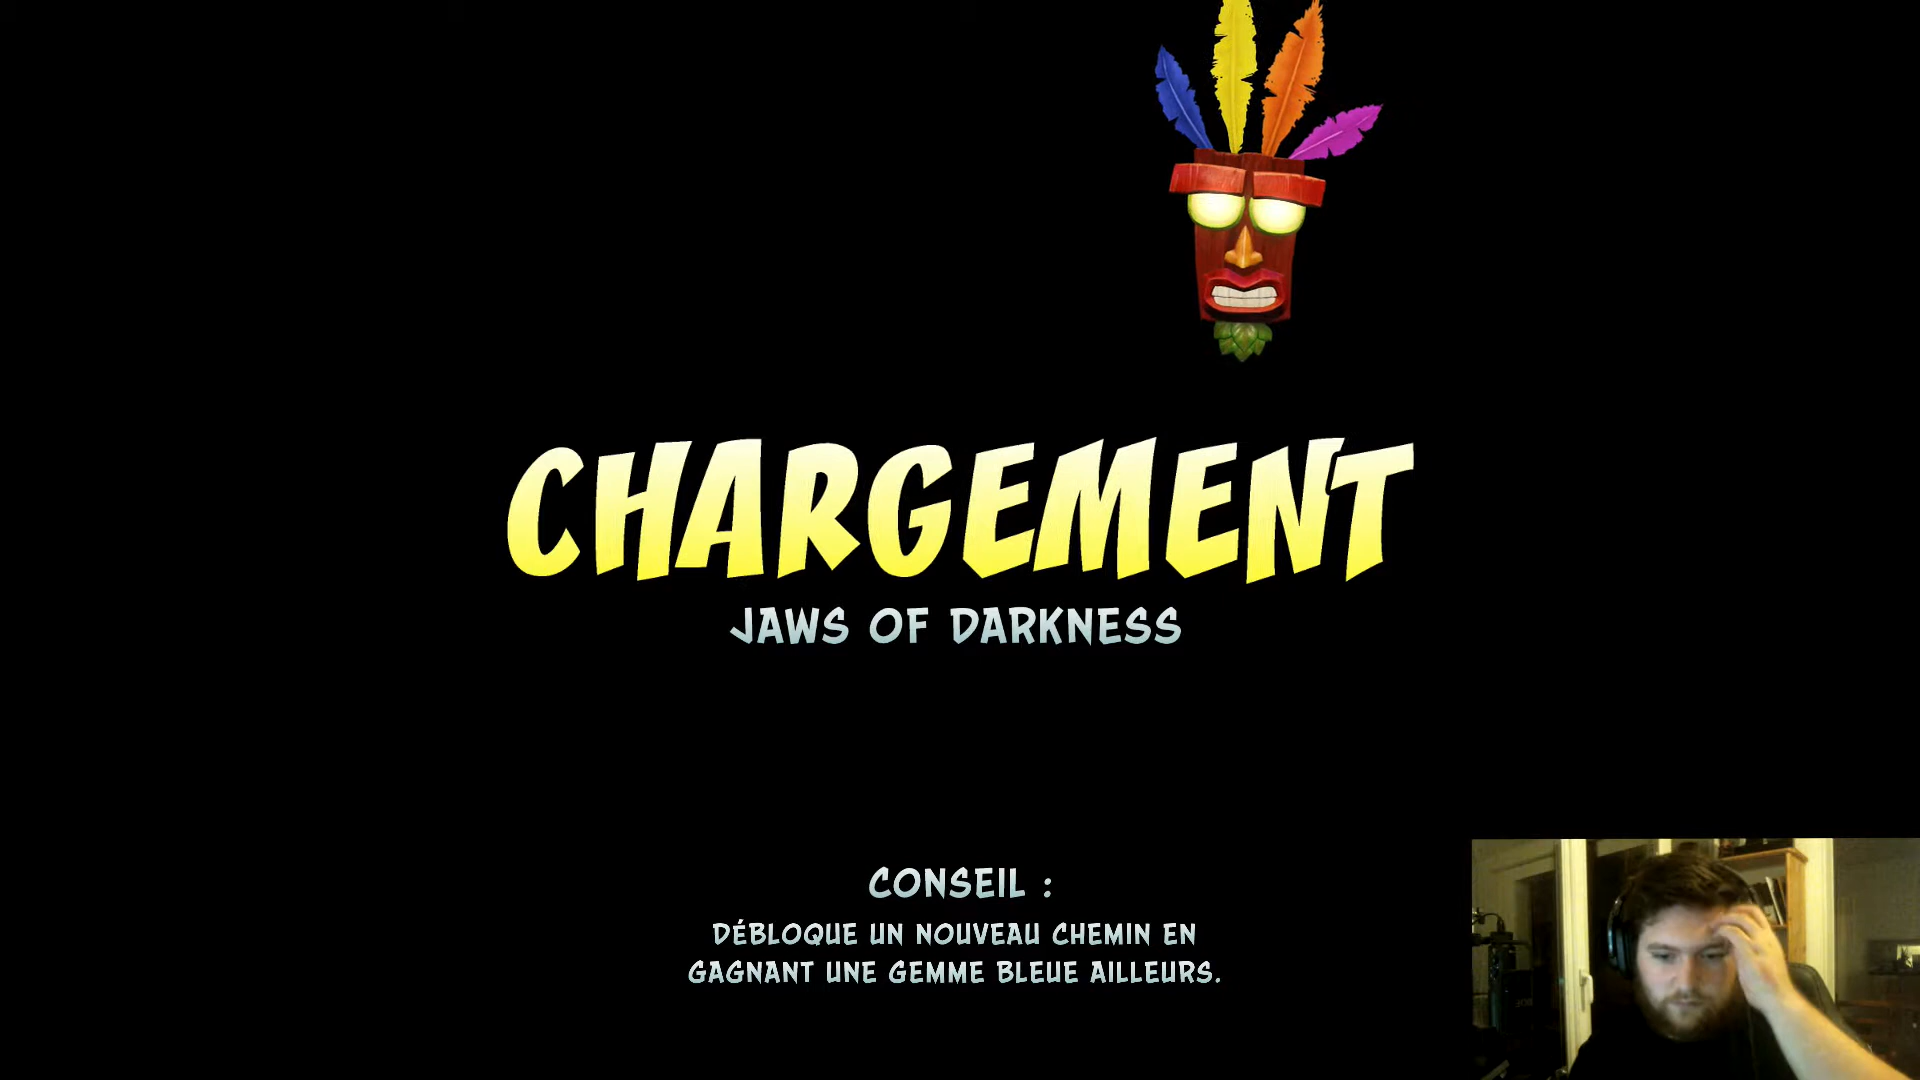 CHARGEMENT
JAWS OF DARKNESS
CONSEIL :
DÉBLOQUE UN NOUVEAU CHEMIN EN
GAGNANT UNE GEMME BLEUE AILLEURS.